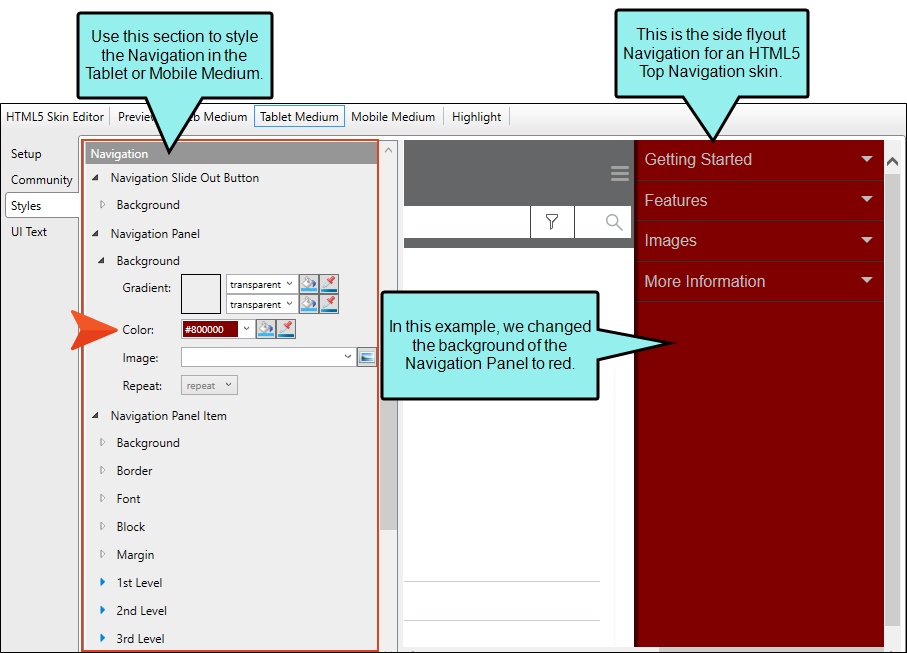 Use this section to style
the Navigation in the
Tablet or Mobile Medium.
This is the side flyout
Navigation for an HTML5
Top Navigation skin.
HTML5 Skin Editor
Medium
Tablet Medium
Mobile Medium
Highlight
Setup
Community
Styles
UI Text
Navigation
Navigation Slide Out Button
Background
Navigation Panel
Background
Gradient:
transparent
transparent
Color:
#800000
Image:
Repeat:
repeat
Navigation Panel Item
Background
Border
Font
Block
Margin
1st Level
2nd Level
3rd Level
In this example, we changed
the background of the
Navigation Panel to red.
Getting Started
Features
Images
More Information